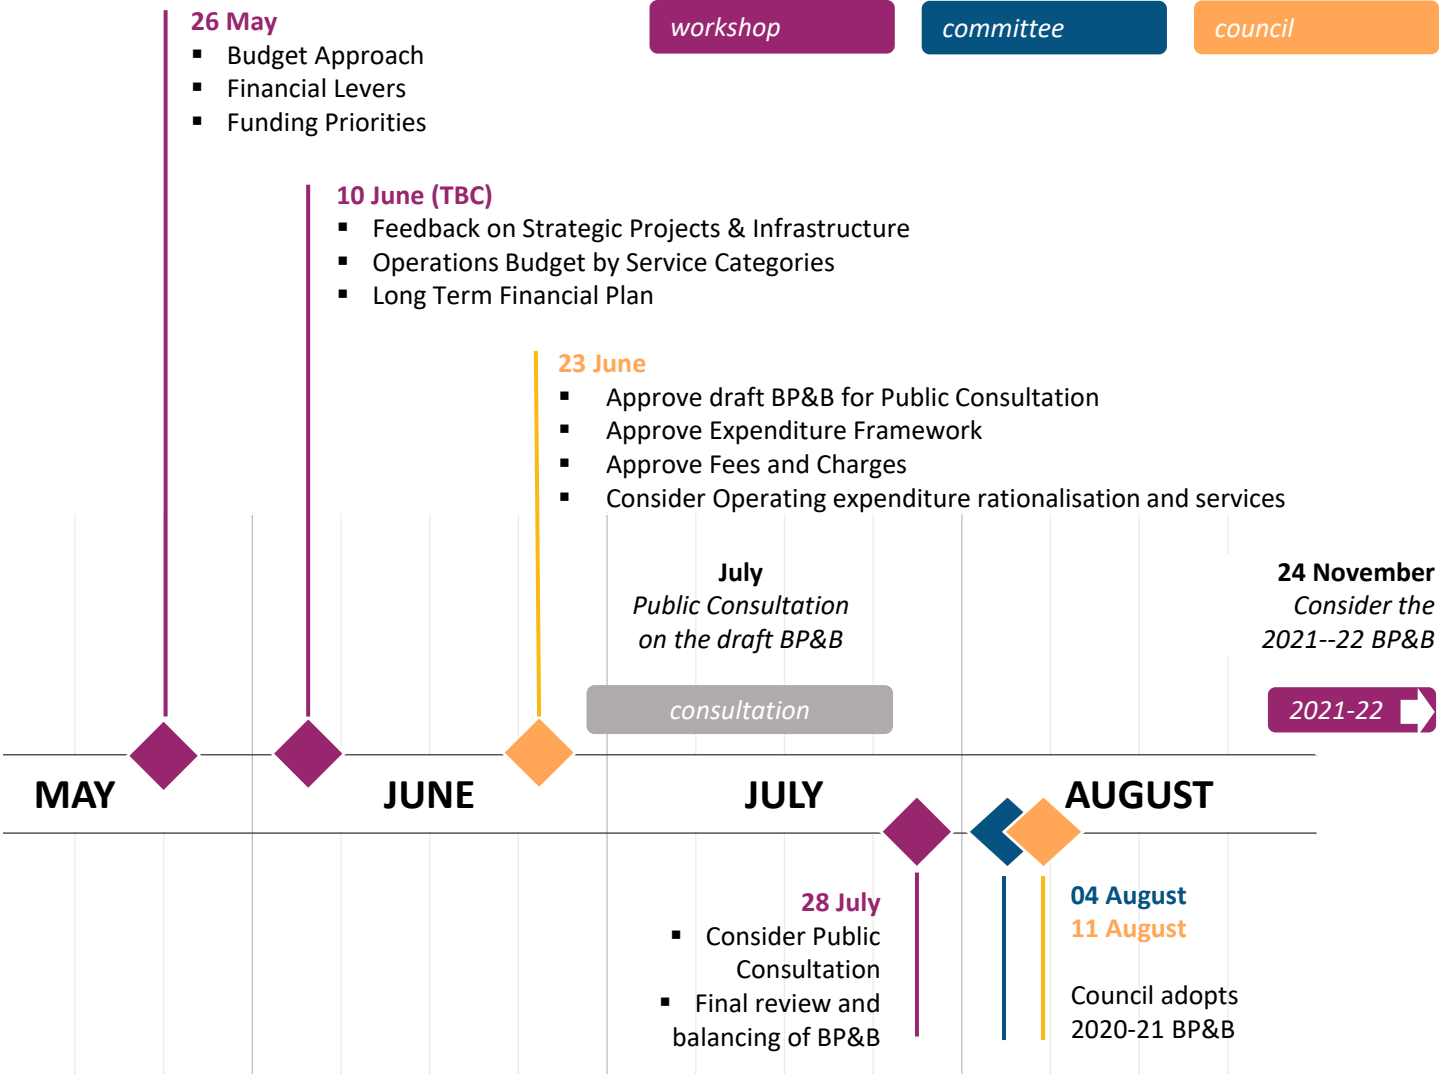 workshop
committee
council
26 May
▪ Budget Approach
▪ Financial Levers
▪ Funding Priorities
10 June (TBC)
▪ Feedback on Strategic Projects & Infrastructure
▪ Operations Budget by Service Categories
▪ Long Term Financial Plan
23 June
▪ Approve draft BP&B for Public Consultation
▪ Approve Expenditure Framework
▪ Approve Fees and Charges
▪ Consider Operating expenditure rationalisation and services
July
Public Consultation
on the draft BP&B
24 November
Consider the
2021--22 BP&B
consultation
2021-22
MAY
JUNE
JULY
AUGUST
28 July
▪ Consider Public
Consultation
▪ Final review and
balancing of BP&B
04 August
11 August
Council adopts
2020-21 BP&B